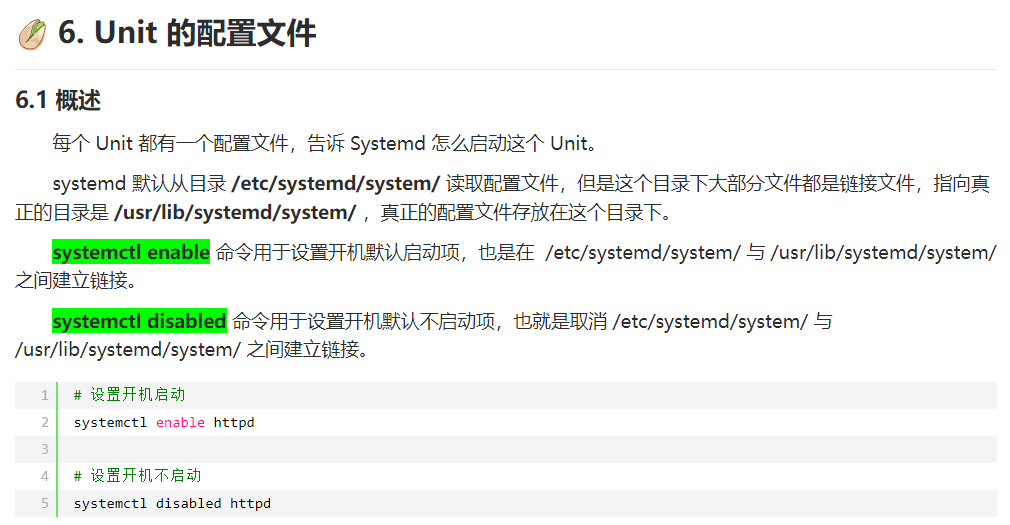 6. Unit 的配置文件
6.1 概述
每个 Unit 都有一个配置文件，告诉 Systemd 怎么启动这个 Unit。
systemd 默认从目录 /etc/systemd/system/ 读取配置文件，但是这个目录下大部分文件都是链接文件，指向真
正的目录是 /usr/lib/systemd/system/ ，真正的配置文件存放在这个目录下。
systemctl enable 命令用于设置开机默认启动项，也是在 /etc/systemd/system/ 与 /usr/lib/systemd/system/
之间建立链接。
systemctl disabled 命令用于设置开机默认不启动项，也就是取消 /etc/systemd/system/ 与
/usr/lib/systemd/system/ 之间建立链接。
1 # 设置开机启动
2 systemctl enable httpd
3
4 # 设置开机不启动
5 systemctl disabled httpd